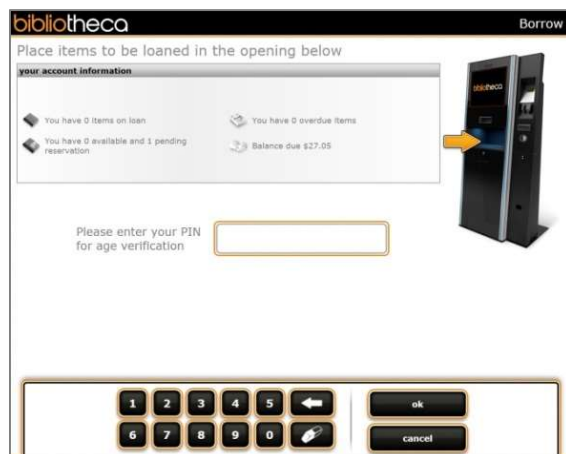 bibliotheca
Borrow
Place items to be loaned in the opening below
your account information
You have 0 items on loan
You have 0 overdue items
You have 0 available and 1 pending
reservation
Balance due $27.05
bibliotheca
Please enter your PIN
for age verification
1 2 3 4 5
ok
6 7 8 9 0
cancel